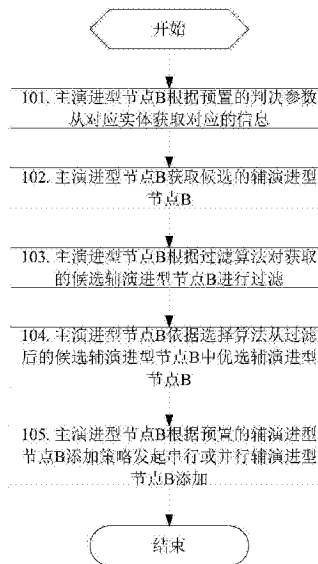 开始
101. 主演进型节点B根据预置的判决参数
从对应实体获取对应的信息
102. 主演进型节点B获取候选的辅演进型
节点B
103. 主演进型节点B根据过滤算法对获取
的候选辅演进型节点B进行过滤
104. 主演进型节点B依据选择算法从过滤
后的候选辅演进型节点B中优选辅演进型
节点B
105. 主演进型节点B根据预置的辅演进型
节点B添加策略发起串行或并行辅演进型
节点B添加
结束